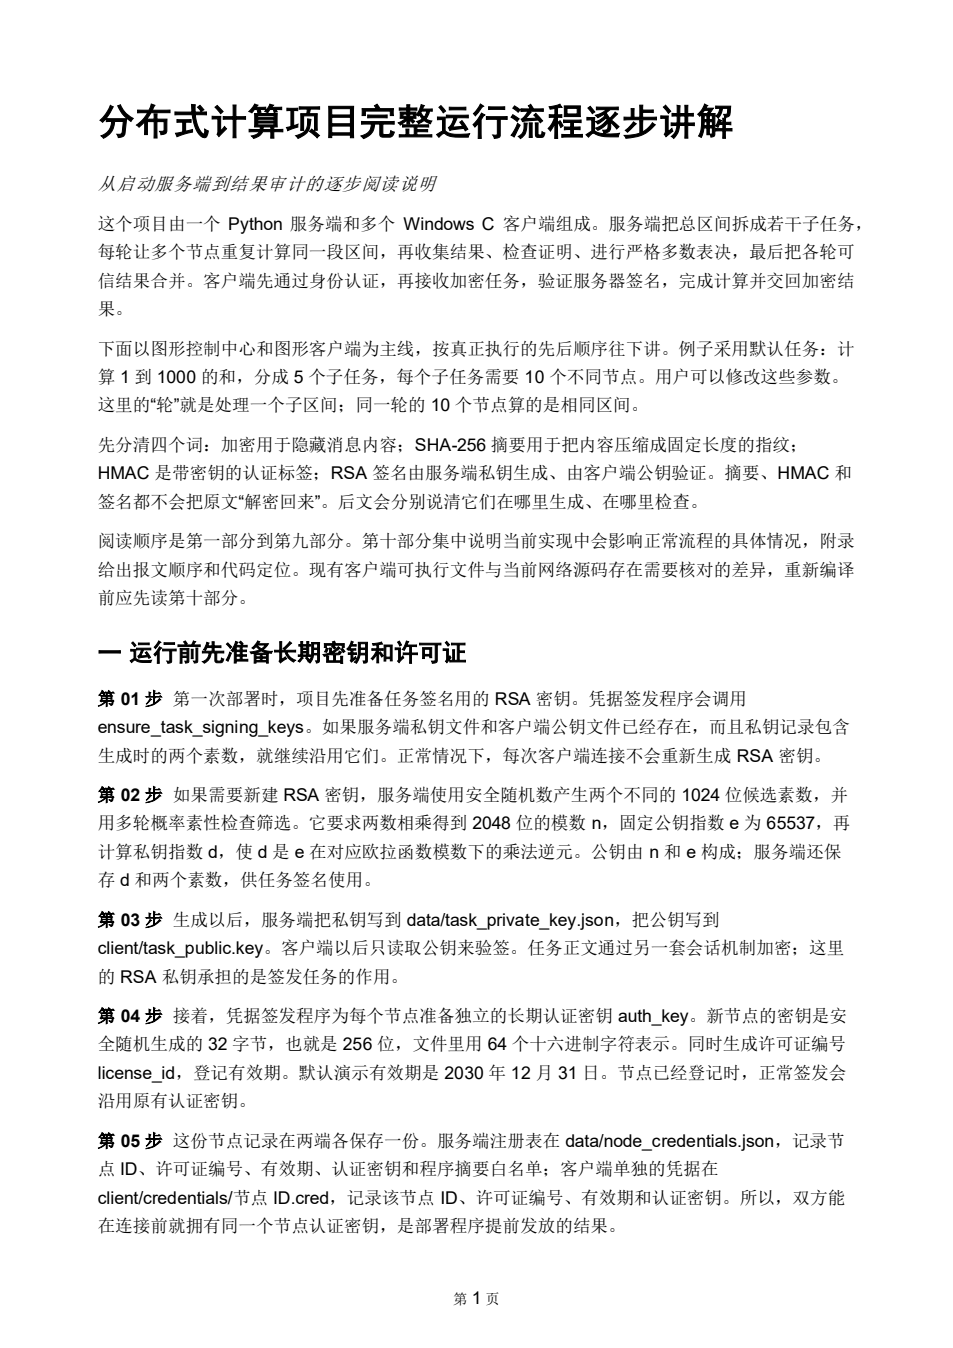 分布式计算项目完整运行流程逐步讲解
从启动服务端到结果审计的逐步阅读说明
这个项目由一个 Python 服务端和多个 Windows C 客户端组成。服务端把总区间拆成若干子任务，
每轮让多个节点重复计算同一段区间，再收集结果、检查证明、进行严格多数表决，最后把各轮可
信结果合并。客户端先通过身份认证，再接收加密任务，验证服务器签名，完成计算并交回加密结
果。
下面以图形控制中心和图形客户端为主线，按真正执行的先后顺序往下讲。例子采用默认任务：计
算 1 到 1000 的和，分成 5 个子任务，每个子任务需要 10 个不同节点。用户可以修改这些参数。
这里的“轮”就是处理一个子区间；同一轮的 10 个节点算的是相同区间。
先分清四个词：加密用于隐藏消息内容；SHA-256 摘要用于把内容压缩成固定长度的指纹；
HMAC 是带密钥的认证标签；RSA 签名由服务端私钥生成、由客户端公钥验证。摘要、HMAC 和
签名都不会把原文“解密回来”。后文会分别说清它们在哪里生成、在哪里检查。
阅读顺序是第一部分到第九部分。第十部分集中说明当前实现中会影响正常流程的具体情况，附录
给出报文顺序和代码定位。现有客户端可执行文件与当前网络源码存在需要核对的差异，重新编译
前应先读第十部分。
一 运行前先准备长期密钥和许可证
第 01 步 第一次部署时，项目先准备任务签名用的 RSA 密钥。凭据签发程序会调用
ensure_task_signing_keys。如果服务端私钥文件和客户端公钥文件已经存在，而且私钥记录包含
生成时的两个素数，就继续沿用它们。正常情况下，每次客户端连接不会重新生成 RSA 密钥。
第 02 步 如果需要新建 RSA 密钥，服务端使用安全随机数产生两个不同的 1024 位候选素数，并
用多轮概率素性检查筛选。它要求两数相乘得到 2048 位的模数 n，固定公钥指数 e 为 65537，再
计算私钥指数 d，使 d 是 e 在对应欧拉函数模数下的乘法逆元。公钥由 n 和 e 构成；服务端还保
存 d 和两个素数，供任务签名使用。
第 03 步 生成以后，服务端把私钥写到 data/task_private_key.json，把公钥写到
client/task_public.key。客户端以后只读取公钥来验签。任务正文通过另一套会话机制加密；这里
的 RSA 私钥承担的是签发任务的作用。
第 04 步 接着，凭据签发程序为每个节点准备独立的长期认证密钥 auth_key。新节点的密钥是安
全随机生成的 32 字节，也就是 256 位，文件里用 64 个十六进制字符表示。同时生成许可证编号
license_id，登记有效期。默认演示有效期是 2030 年 12 月 31 日。节点已经登记时，正常签发会
沿用原有认证密钥。
第 05 步 这份节点记录在两端各保存一份。服务端注册表在 data/node_credentials.json，记录节
点 ID、许可证编号、有效期、认证密钥和程序摘要白名单；客户端单独的凭据在
client/credentials/节点 ID.cred，记录该节点 ID、许可证编号、有效期和认证密钥。所以，双方能
在连接前就拥有同一个节点认证密钥，是部署程序提前发放的结果。
第 1 页